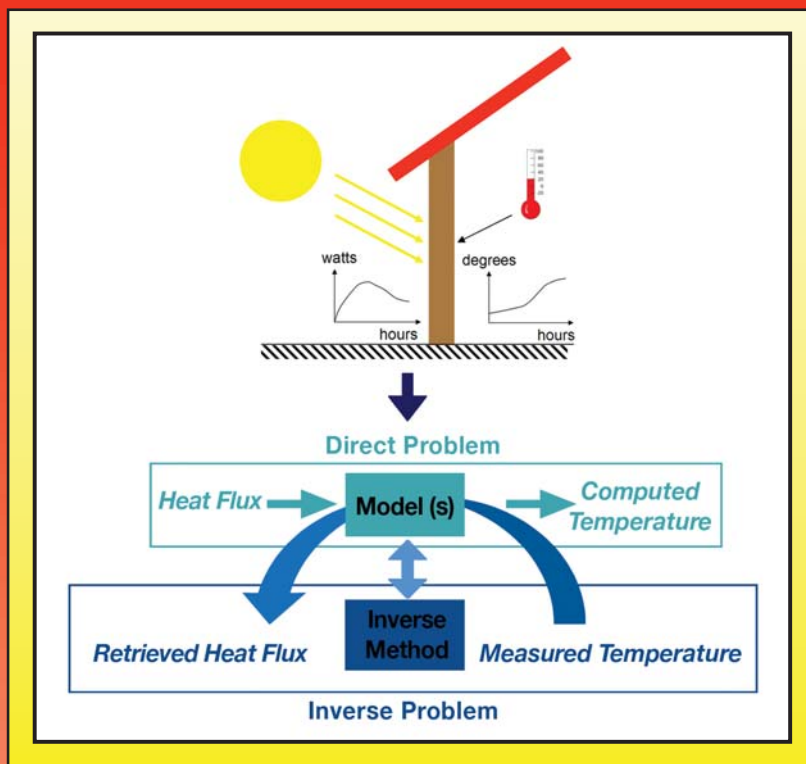 watts
degrees
hours
hours
Direct Problem
Heat Flux
Model (s)
Computed
Temperature
Inverse
Method
Retrieved Heat Flux
Measured Temperature
Inverse Problem